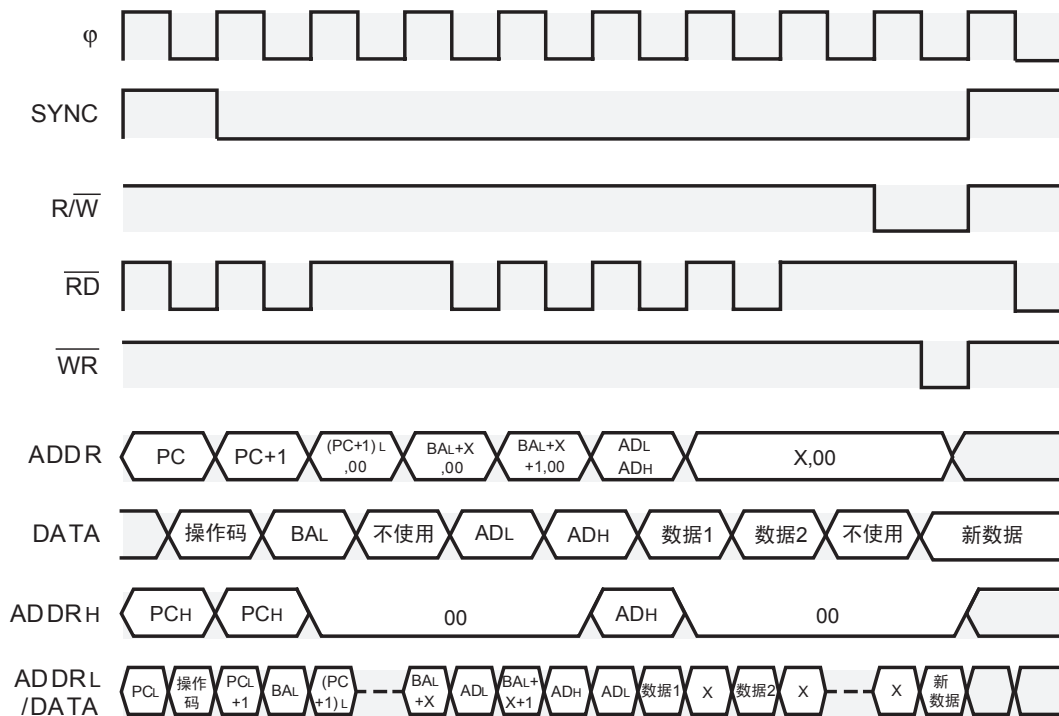 φ
SYNC
R/W
RD
WR
ADDR PC PC+1 (PC+1)L ,00 BAL+X ,00 BAL+X +1,00 ADL ADH X,00
DATA 操作码 BAL 不使用 ADL ADH 数据1 数据2 不使用 新数据
ADDRH PCH PCH 00 ADH 00
ADDRL /DATA PCL 操作码 PCL +1 BAL (PC +1)L BAL +X ADL BAL+ X+1 ADH ADL 数据1 X 数据2 X X 新数据